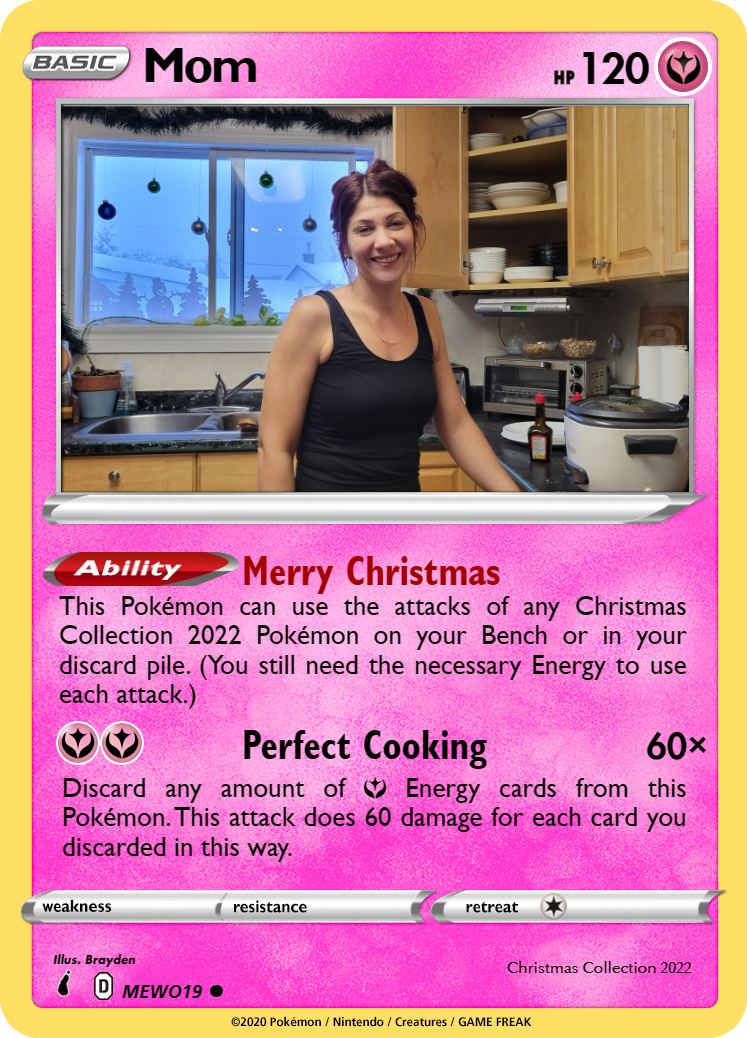 BASIC Mom HP 120
Ability Merry Christmas
This Pokémon can use the attacks of any Christmas
Collection 2022 Pokémon on your Bench or in your
discard pile. (You still need the necessary Energy to use
each attack.)
Perfect Cooking 60×
Discard any amount of Energy cards from this
Pokémon. This attack does 60 damage for each card you
discarded in this way.
weakness resistance retreat
Illus. Brayden
Christmas Collection 2022
D MEWO19
©2020 Pokémon / Nintendo / Creatures / GAME FREAK